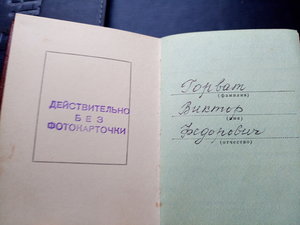 ДЕЙСТВИТЕЛЬНО
БЕЗ
ФОТОКАРТОЧКИ
Горват
(фамилия)
Виктор
(имя)
Федорович
(отчество)